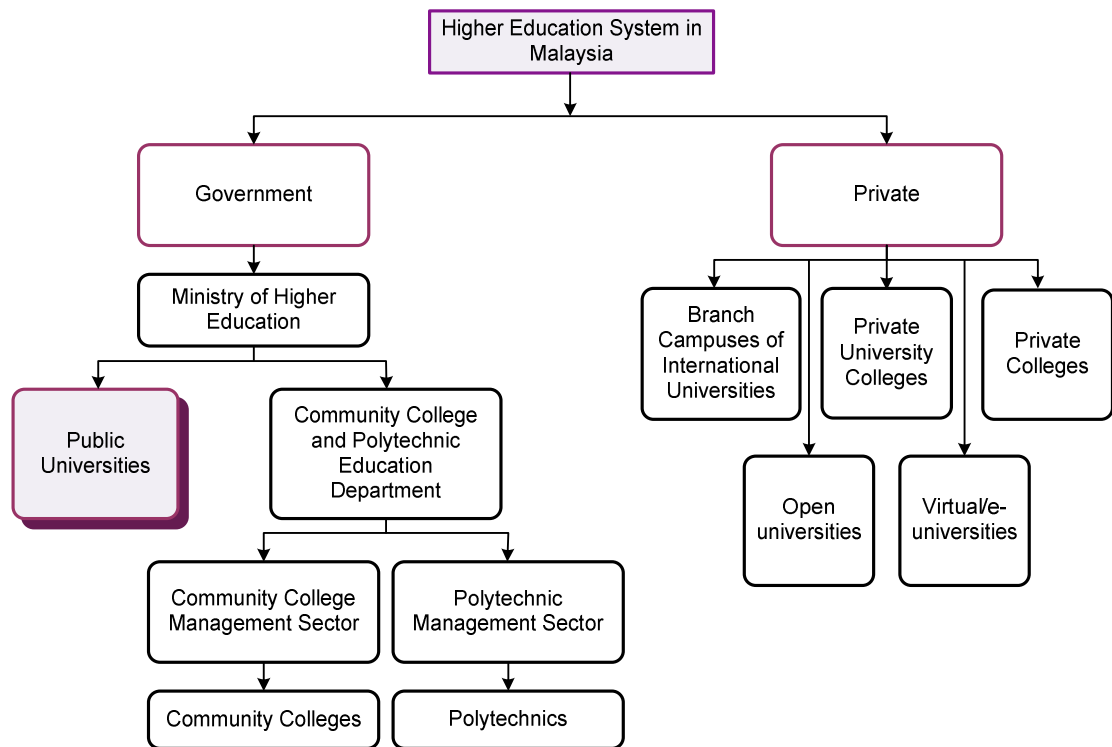 Higher Education System in
Malaysia
Government
Private
Ministry of Higher
Education
Branch
Campuses of
International
Universities
Private
University
Colleges
Private
Colleges
Public
Universities
Community College
and Polytechnic
Education
Department
Open
universities
Virtual/e-
universities
Community College
Management Sector
Polytechnic
Management Sector
Community Colleges
Polytechnics